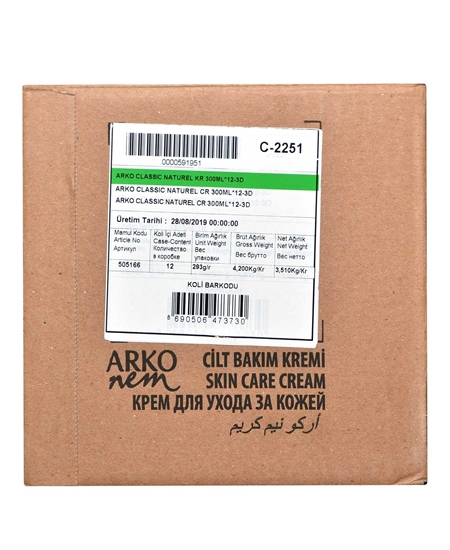 C-2251
0000591951
ARKO CLASSIC NATUREL KR 300ML*12-3D
ARKO CLASSIC NATUREL CR 300ML*12-3D
ARKO CLASSIC NATUREL CR 300ML*12-3D
Üretim Tarihi : 28/08/2019 00:00:00
Mamul Kodu Koli İçi Adeti Birim Ağırlık Brüt Ağırlık Net Ağırlık
Article No Case-Content Unit Weight Gross Weight Net Weight
Артикул Количество Вес Вес брутто Вес нетто
в коробке упаковки
505166 12 293g/r 4,200Kg/Kr 3,510Kg/Kr
KOLİ BARKODU
8 690506 473730
ARKO CİLT BAKIM KREMİ
nem SKIN CARE CREAM
КРЕМ ДЛЯ УХОДА ЗА КОЖЕЙ
أركو نيم كريم